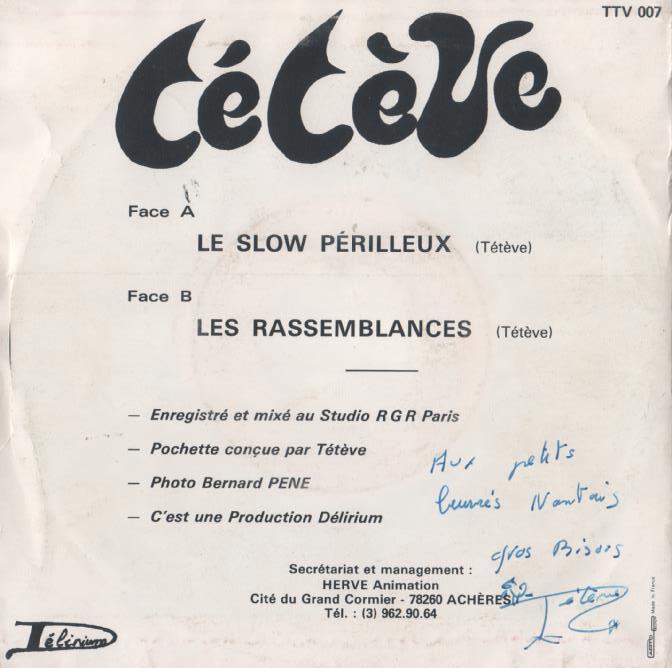 TTV 007
Tétève
Face A
LE SLOW PÉRILLEUX (Tétève)
Face B
LES RASSEMBLANCES (Tétève)
— Enregistré et mixé au Studio R G R Paris
— Pochette conçue par Tétève
— Photo Bernard PENE
— C'est une Production Délirium
Aux petits
beurrés Nantais
gros Bisous
Tétève
Secrétariat et management :
HERVE Animation
Cité du Grand Cormier - 78260 ACHÈRES
Tél. : (3) 962.90.64
Délirium
Made in France